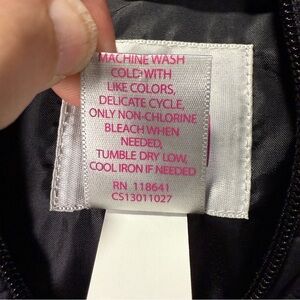 MACHINE WASH
COLD WITH
LIKE COLORS,
DELICATE CYCLE,
ONLY NON-CHLORINE
BLEACH WHEN
NEEDED,
TUMBLE DRY LOW,
COOL IRON IF NEEDED
RN 118641
CS13011027